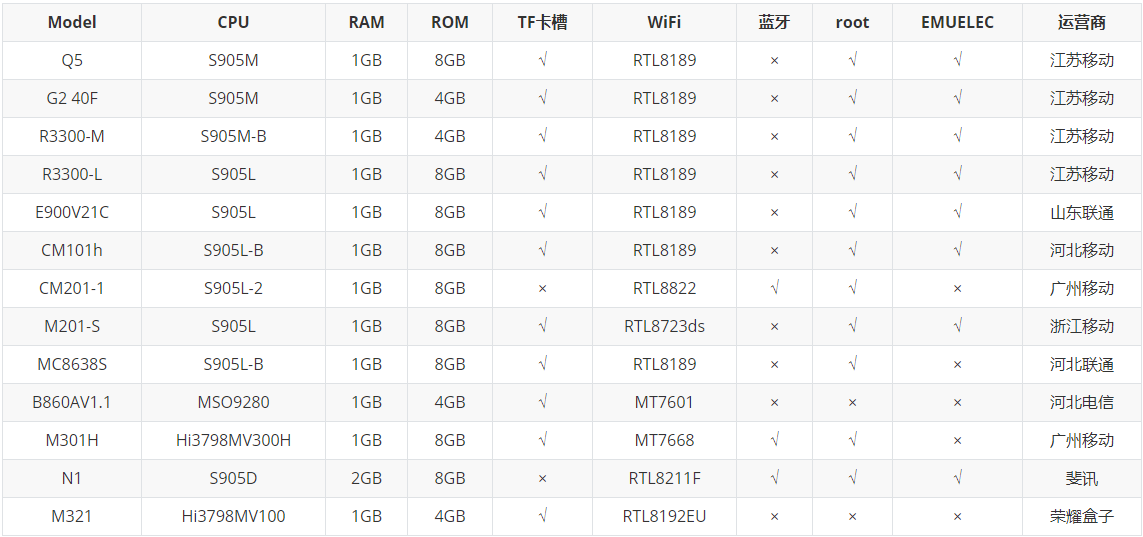 Model CPU RAM ROM TF卡槽 WiFi 蓝牙 root EMUELEC 运营商
Q5 S905M 1GB 8GB √ RTL8189 × √ √ 江苏移动
G2 40F S905M 1GB 4GB √ RTL8189 × √ √ 江苏移动
R3300-M S905M-B 1GB 4GB √ RTL8189 × √ √ 江苏移动
R3300-L S905L 1GB 8GB √ RTL8189 × √ √ 江苏移动
E900V21C S905L 1GB 8GB √ RTL8189 × √ √ 山东联通
CM101h S905L-B 1GB 8GB √ RTL8189 × √ √ 河北移动
CM201-1 S905L-2 1GB 8GB × RTL8822 √ √ × 广州移动
M201-S S905L 1GB 8GB √ RTL8723ds × √ √ 浙江移动
MC8638S S905L-B 1GB 8GB √ RTL8189 × √ × 河北联通
B860AV1.1 MSO9280 1GB 4GB √ MT7601 × × × 河北电信
M301H Hi3798MV300H 1GB 8GB √ MT7668 √ √ × 广州移动
N1 S905D 2GB 8GB × RTL8211F √ √ √ 斐讯
M321 Hi3798MV100 1GB 4GB √ RTL8192EU × × × 荣耀盒子